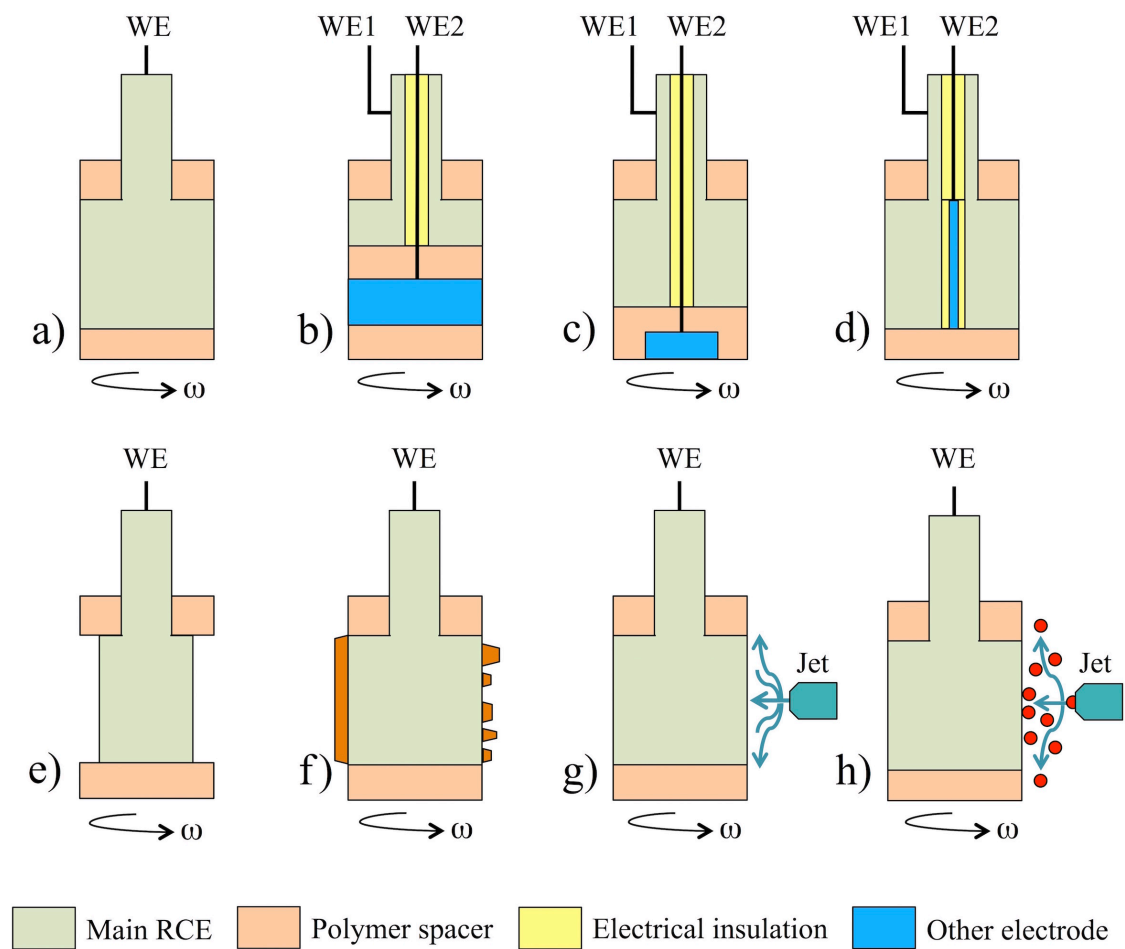 WE
WE1 WE2
WE1 WE2
WE1 WE2
a)
b)
c)
d)
ω
ω
ω
ω
WE
WE
WE
WE
Jet
Jet
e)
f)
g)
h)
ω
ω
ω
ω
Main RCE
Polymer spacer
Electrical insulation
Other electrode